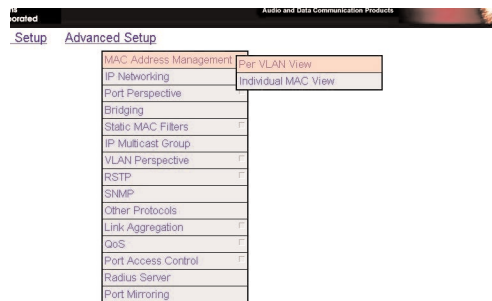 Audio and Data Communication Products
orated
Setup Advanced Setup
MAC Address Management
Per VLAN View
Individual MAC View
IP Networking
Port Perspective
Bridging
Static MAC Filters
IP Multicast Group
VLAN Perspective
RSTP
SNMP
Other Protocols
Link Aggregation
QoS
Port Access Control
Radius Server
Port Mirroring